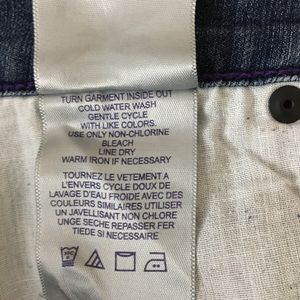 TURN GARMENT INSIDE OUT
COLD WATER WASH
GENTLE CYCLE
WITH LIKE COLORS.
USE ONLY NON-CHLORINE
BLEACH
LINE DRY
WARM IRON IF NECESSARY
TOURNEZ LE VETEMENT A
L'ENVERS CYCLE DOUX DE
LAVAGE D'EAU FROIDE AVEC DES
COULEURS SIMILAIRES UTILISER
UN JAVELLISANT NON CHLORE
UNGE SECHE REPASSER FER
TIEDE SI NECESSAIRE